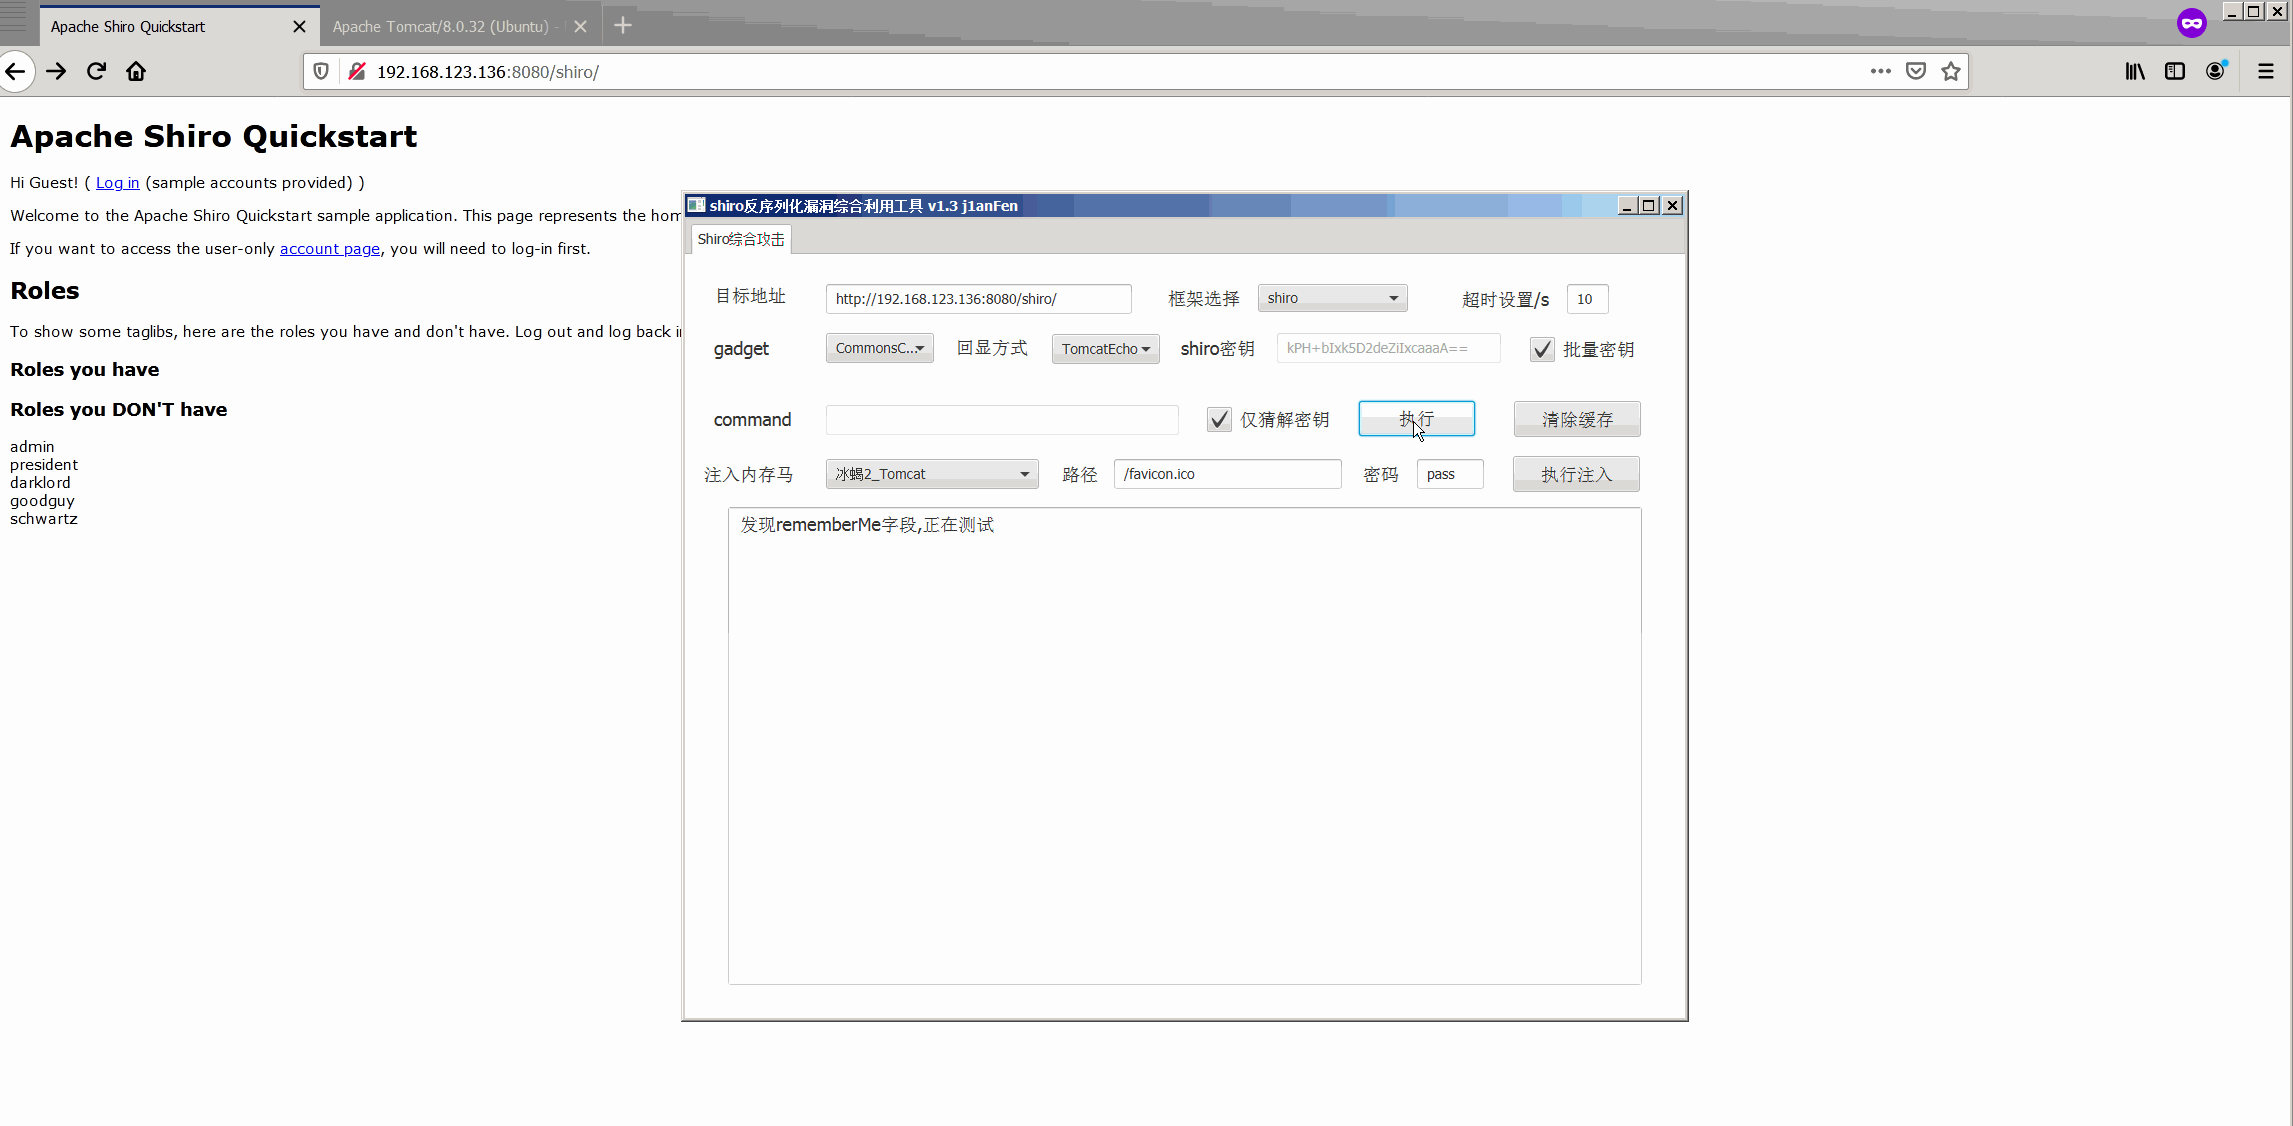 Apache Shiro Quickstart
Apache Tomcat/8.0.32 (Ubuntu) -
192.168.123.136:8080/shiro/
Apache Shiro Quickstart
Hi Guest! ( Log in (sample accounts provided) )
Welcome to the Apache Shiro Quickstart sample application. This page represents the hom
If you want to access the user-only account page, you will need to log-in first.
Roles
To show some taglibs, here are the roles you have and don't have. Log out and log back i
Roles you have
Roles you DON'T have
admin
president
darklord
goodguy
schwartz
shiro反序列化漏洞综合利用工具 v1.3 j1anFen
Shiro综合攻击
目标地址 http://192.168.123.136:8080/shiro/ 框架选择 shiro 超时设置/s 10
gadget CommonsC... 回显方式 TomcatEcho shiro密钥 kPH+bIxk5D2deZiIxcaaaA== 批量密钥
command 仅猜解密钥 执行 清除缓存
注入内存马 冰蝎2_Tomcat 路径 /favicon.ico 密码 pass 执行注入
发现rememberMe字段,正在测试